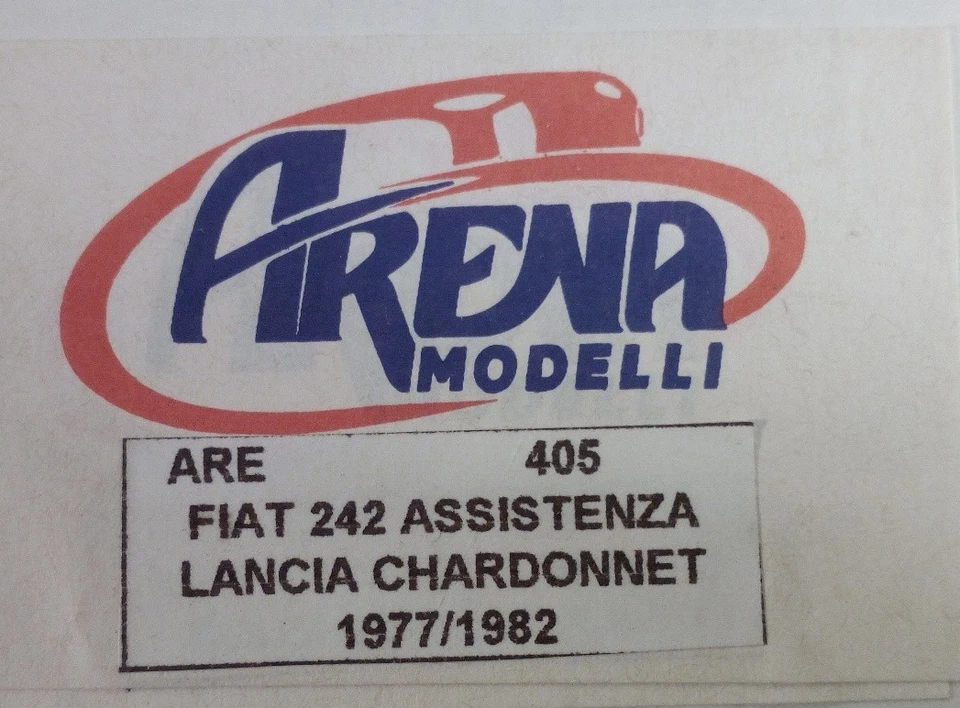 ARENA
MODELLI
ARE 405
FIAT 242 ASSISTENZA
LANCIA CHARDONNET
1977/1982